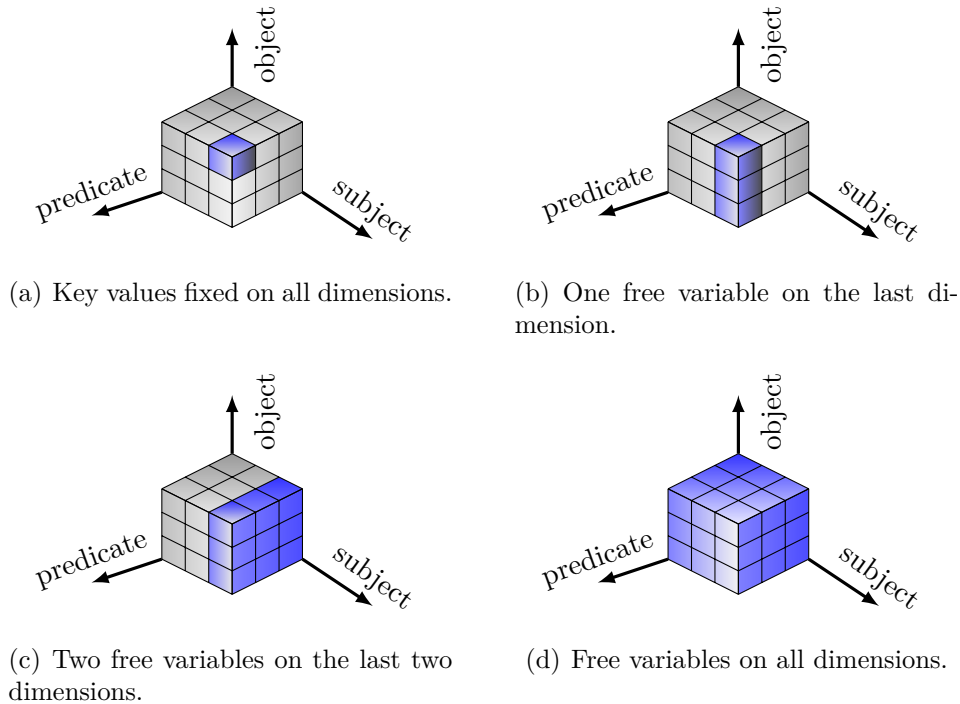 object
predicate
subject
(a) Key values fixed on all dimensions.
object
predicate
subject
(b) One free variable on the last di-
mension.
object
predicate
subject
(c) Two free variables on the last two
dimensions.
object
predicate
subject
(d) Free variables on all dimensions.